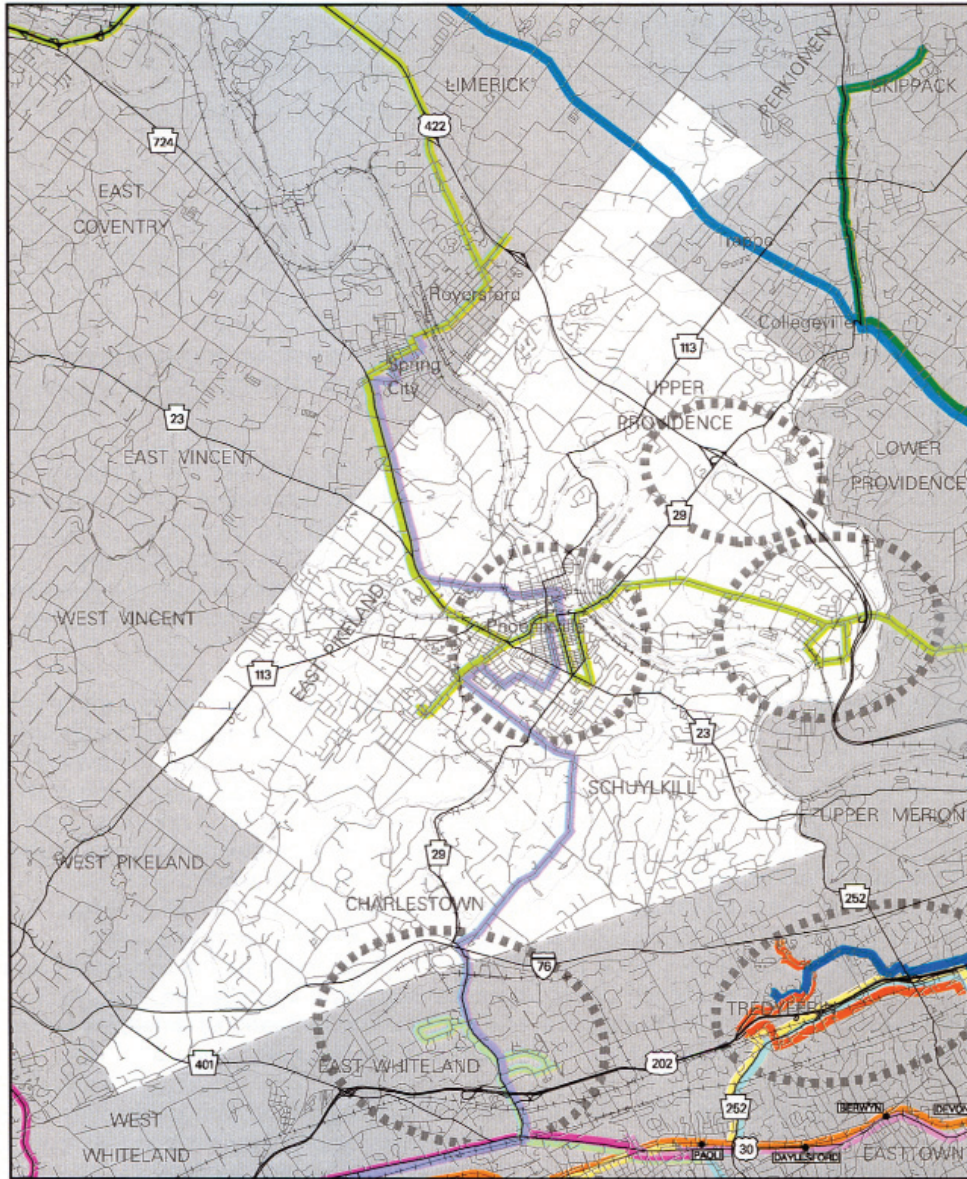 LIMERICK
PERKIOMEN
SKIPPACK
422
724
EAST
COVENTRY
Royersford
Collegeville
113
Spring
City
UPPER
PROVIDENCE
23
EAST VINCENT
LOWER
PROVIDENCE
29
WEST VINCENT
EAST PIKELAND
113
23
SCHUYLKILL
UPPER MERION
29
WEST PIKELAND
CHARLESTOWN
252
76
TREDYFFRIN
401
EAST WHITELAND
202
WEST
WHITELAND
252
30
PAOLI
DAYLESFORD
BERWYN
DEVON
EASTTOWN